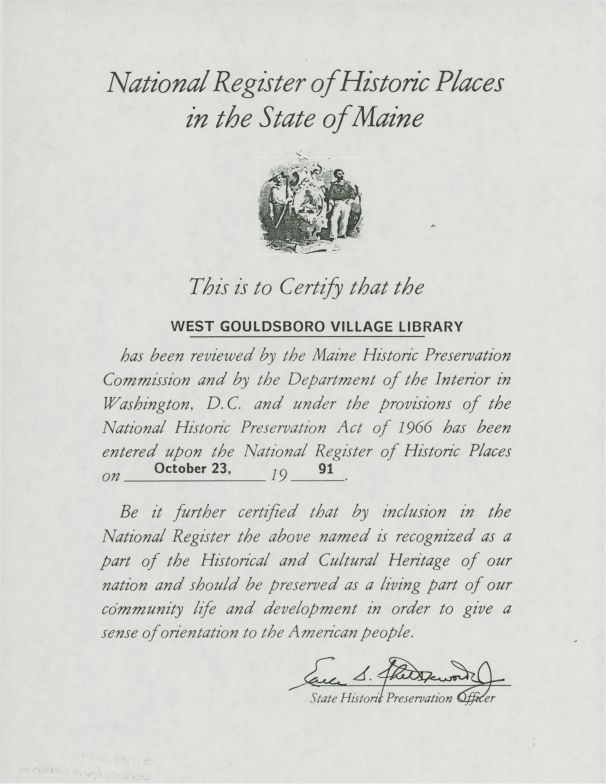 National Register of Historic Places
in the State of Maine
This is to Certify that the
WEST GOULDSBORO VILLAGE LIBRARY
has been reviewed by the Maine Historic Preservation
Commission and by the Department of the Interior in
Washington, D.C. and under the provisions of the
National Historic Preservation Act of 1966 has been
entered upon the National Register of Historic Places
on October 23, 19 91.
Be it further certified that by inclusion in the
National Register the above named is recognized as a
part of the Historical and Cultural Heritage of our
nation and should be preserved as a living part of our
community life and development in order to give a
sense of orientation to the American people.
State Historic Preservation Officer